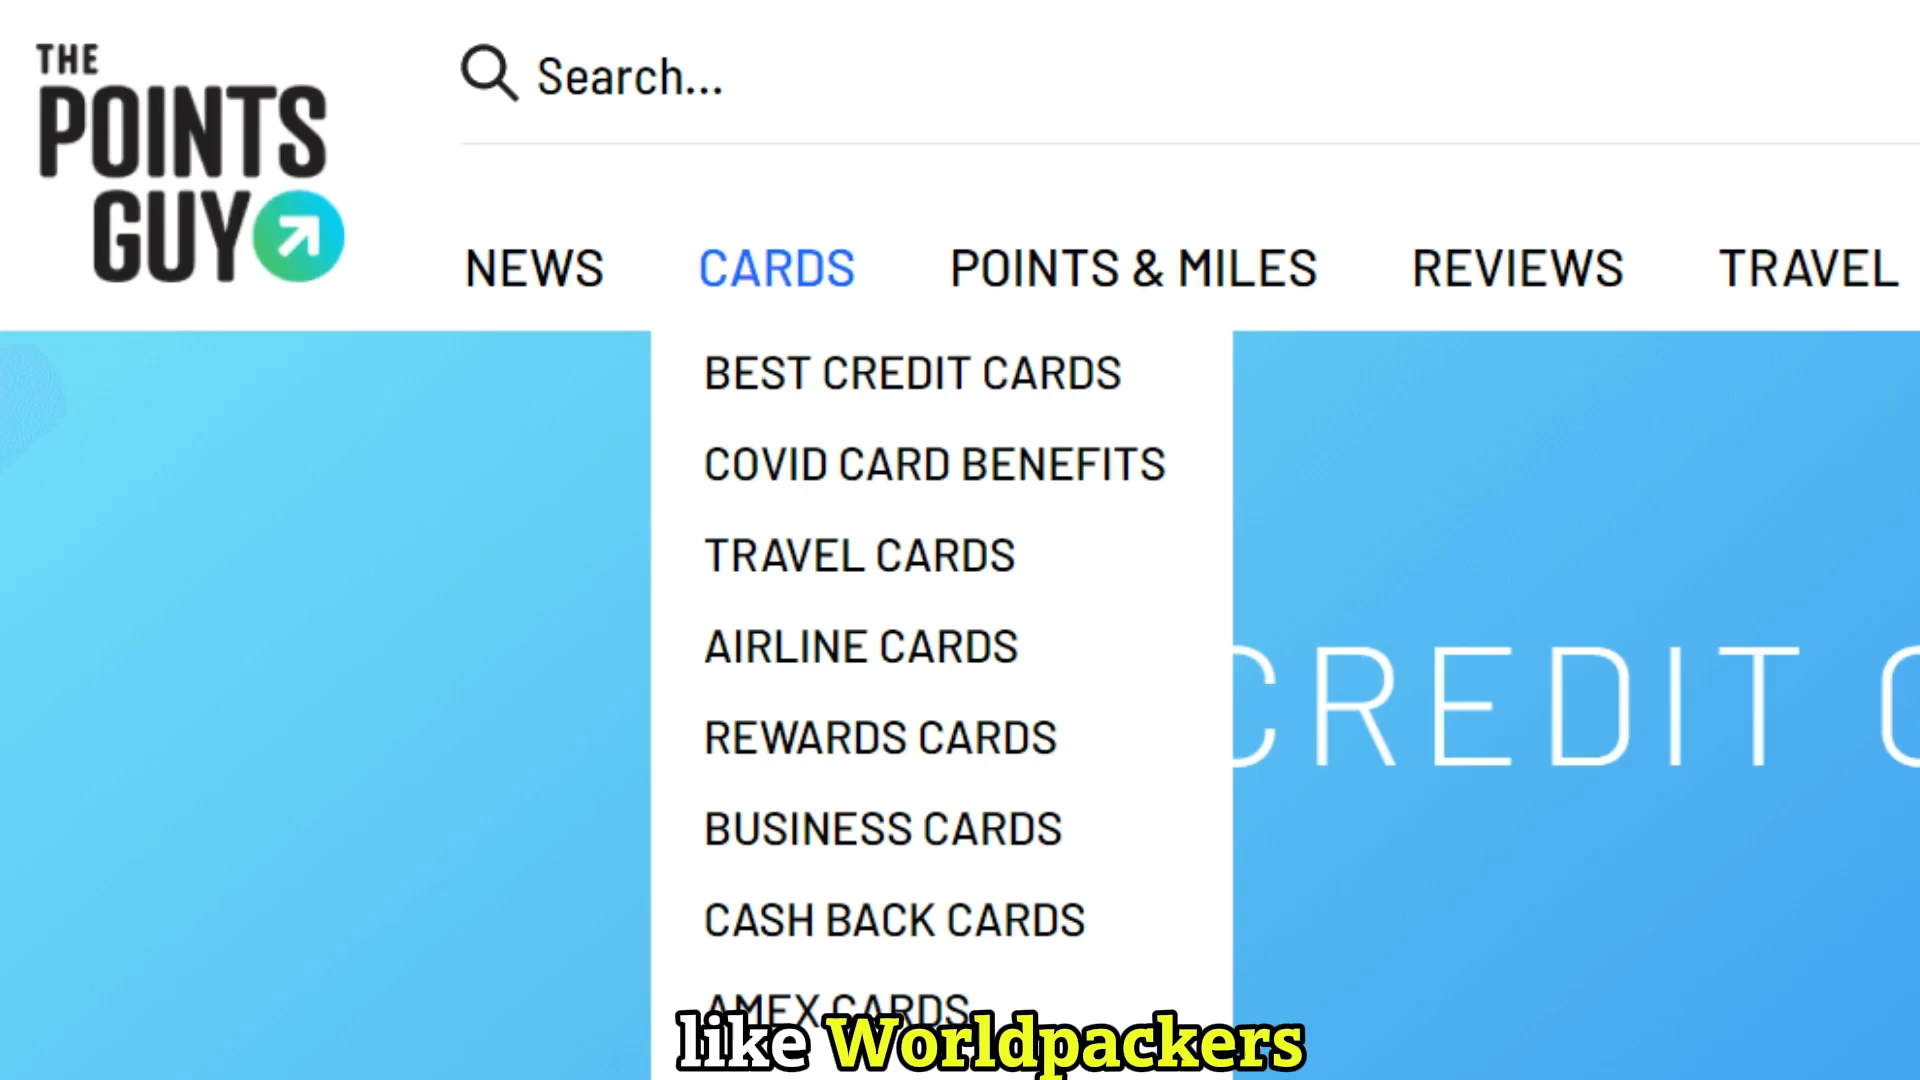 THE
POINTS
GUY
Search...
NEWS CARDS POINTS & MILES REVIEWS TRAVEL
BEST CREDIT CARDS
COVID CARD BENEFITS
TRAVEL CARDS
AIRLINE CARDS
REWARDS CARDS
BUSINESS CARDS
CASH BACK CARDS
AMEX CARDS
CREDIT C
like Worldpackers